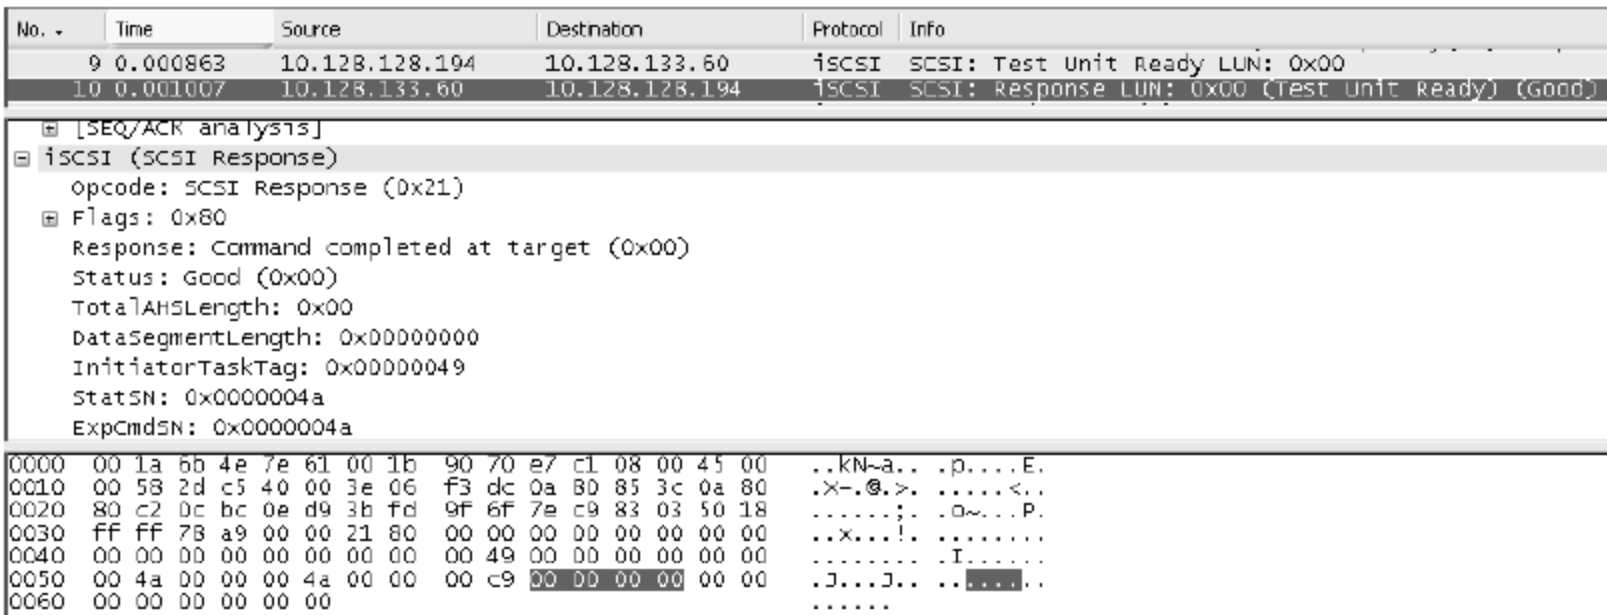 No. Time Source Destination Protocol Info
9 0.000863 10.128.128.194 10.128.133.60 iSCSI SCSI: Test Unit Ready LUN: 0x00
10 0.001007 10.128.133.60 10.128.128.194 iSCSI SCSI: Response LUN: 0x00 (Test Unit Ready) (Good)
[SEQ/ACK analysis]
iSCSI (SCSI Response)
Opcode: SCSI Response (0x21)
Flags: 0x80
Response: Command completed at target (0x00)
Status: Good (0x00)
TotalAHSLength: 0x00
DataSegmentLength: 0x00000000
InitiatorTaskTag: 0x00000049
StatSN: 0x0000004a
ExpCmdSN: 0x0000004a
0000 00 1a 6b 4e 7e 61 00 1b 90 70 e7 c1 08 00 45 00 ..kN~a.. .p....E.
0010 00 58 2d c5 40 00 3e 06 f3 dc 0a 80 85 3c 0a 80 .X-.@.>. .....<..
0020 80 c2 0c bc 0e d9 3b fd 9f 6f 7e c9 83 03 50 18 ......;. .o~...P.
0030 ff ff 78 a9 00 00 21 80 00 00 00 00 00 00 00 00 ..x...!. ........
0040 00 00 00 00 00 00 00 00 00 49 00 00 00 00 00 00 ........ .I......
0050 00 4a 00 00 00 4a 00 00 00 c9 00 00 00 00 00 00 .J...J.. ........
0060 00 00 00 00 00 00 ......